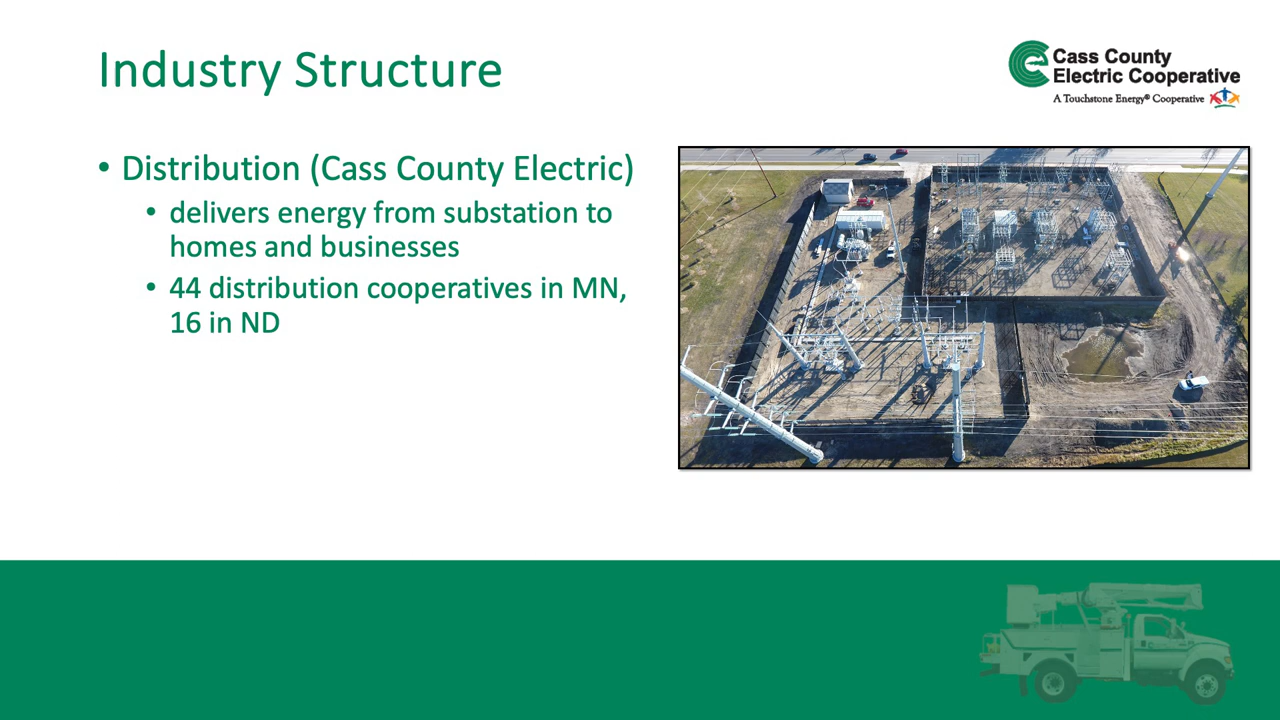 Industry Structure
Cass County
Electric Cooperative
A Touchstone Energy® Cooperative
• Distribution (Cass County Electric)
• delivers energy from substation to
homes and businesses
• 44 distribution cooperatives in MN,
16 in ND